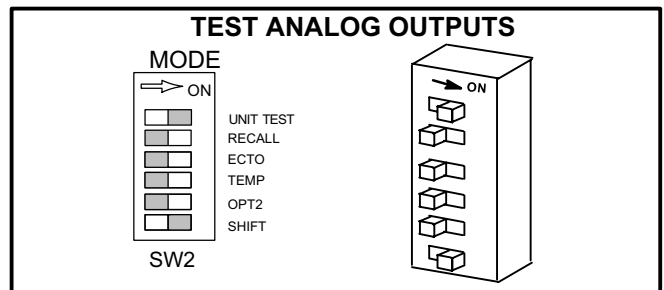 TEST ANALOG OUTPUTS
MODE
ON
UNIT TEST
RECALL
ECTO
TEMP
OPT2
SHIFT
SW2
ON